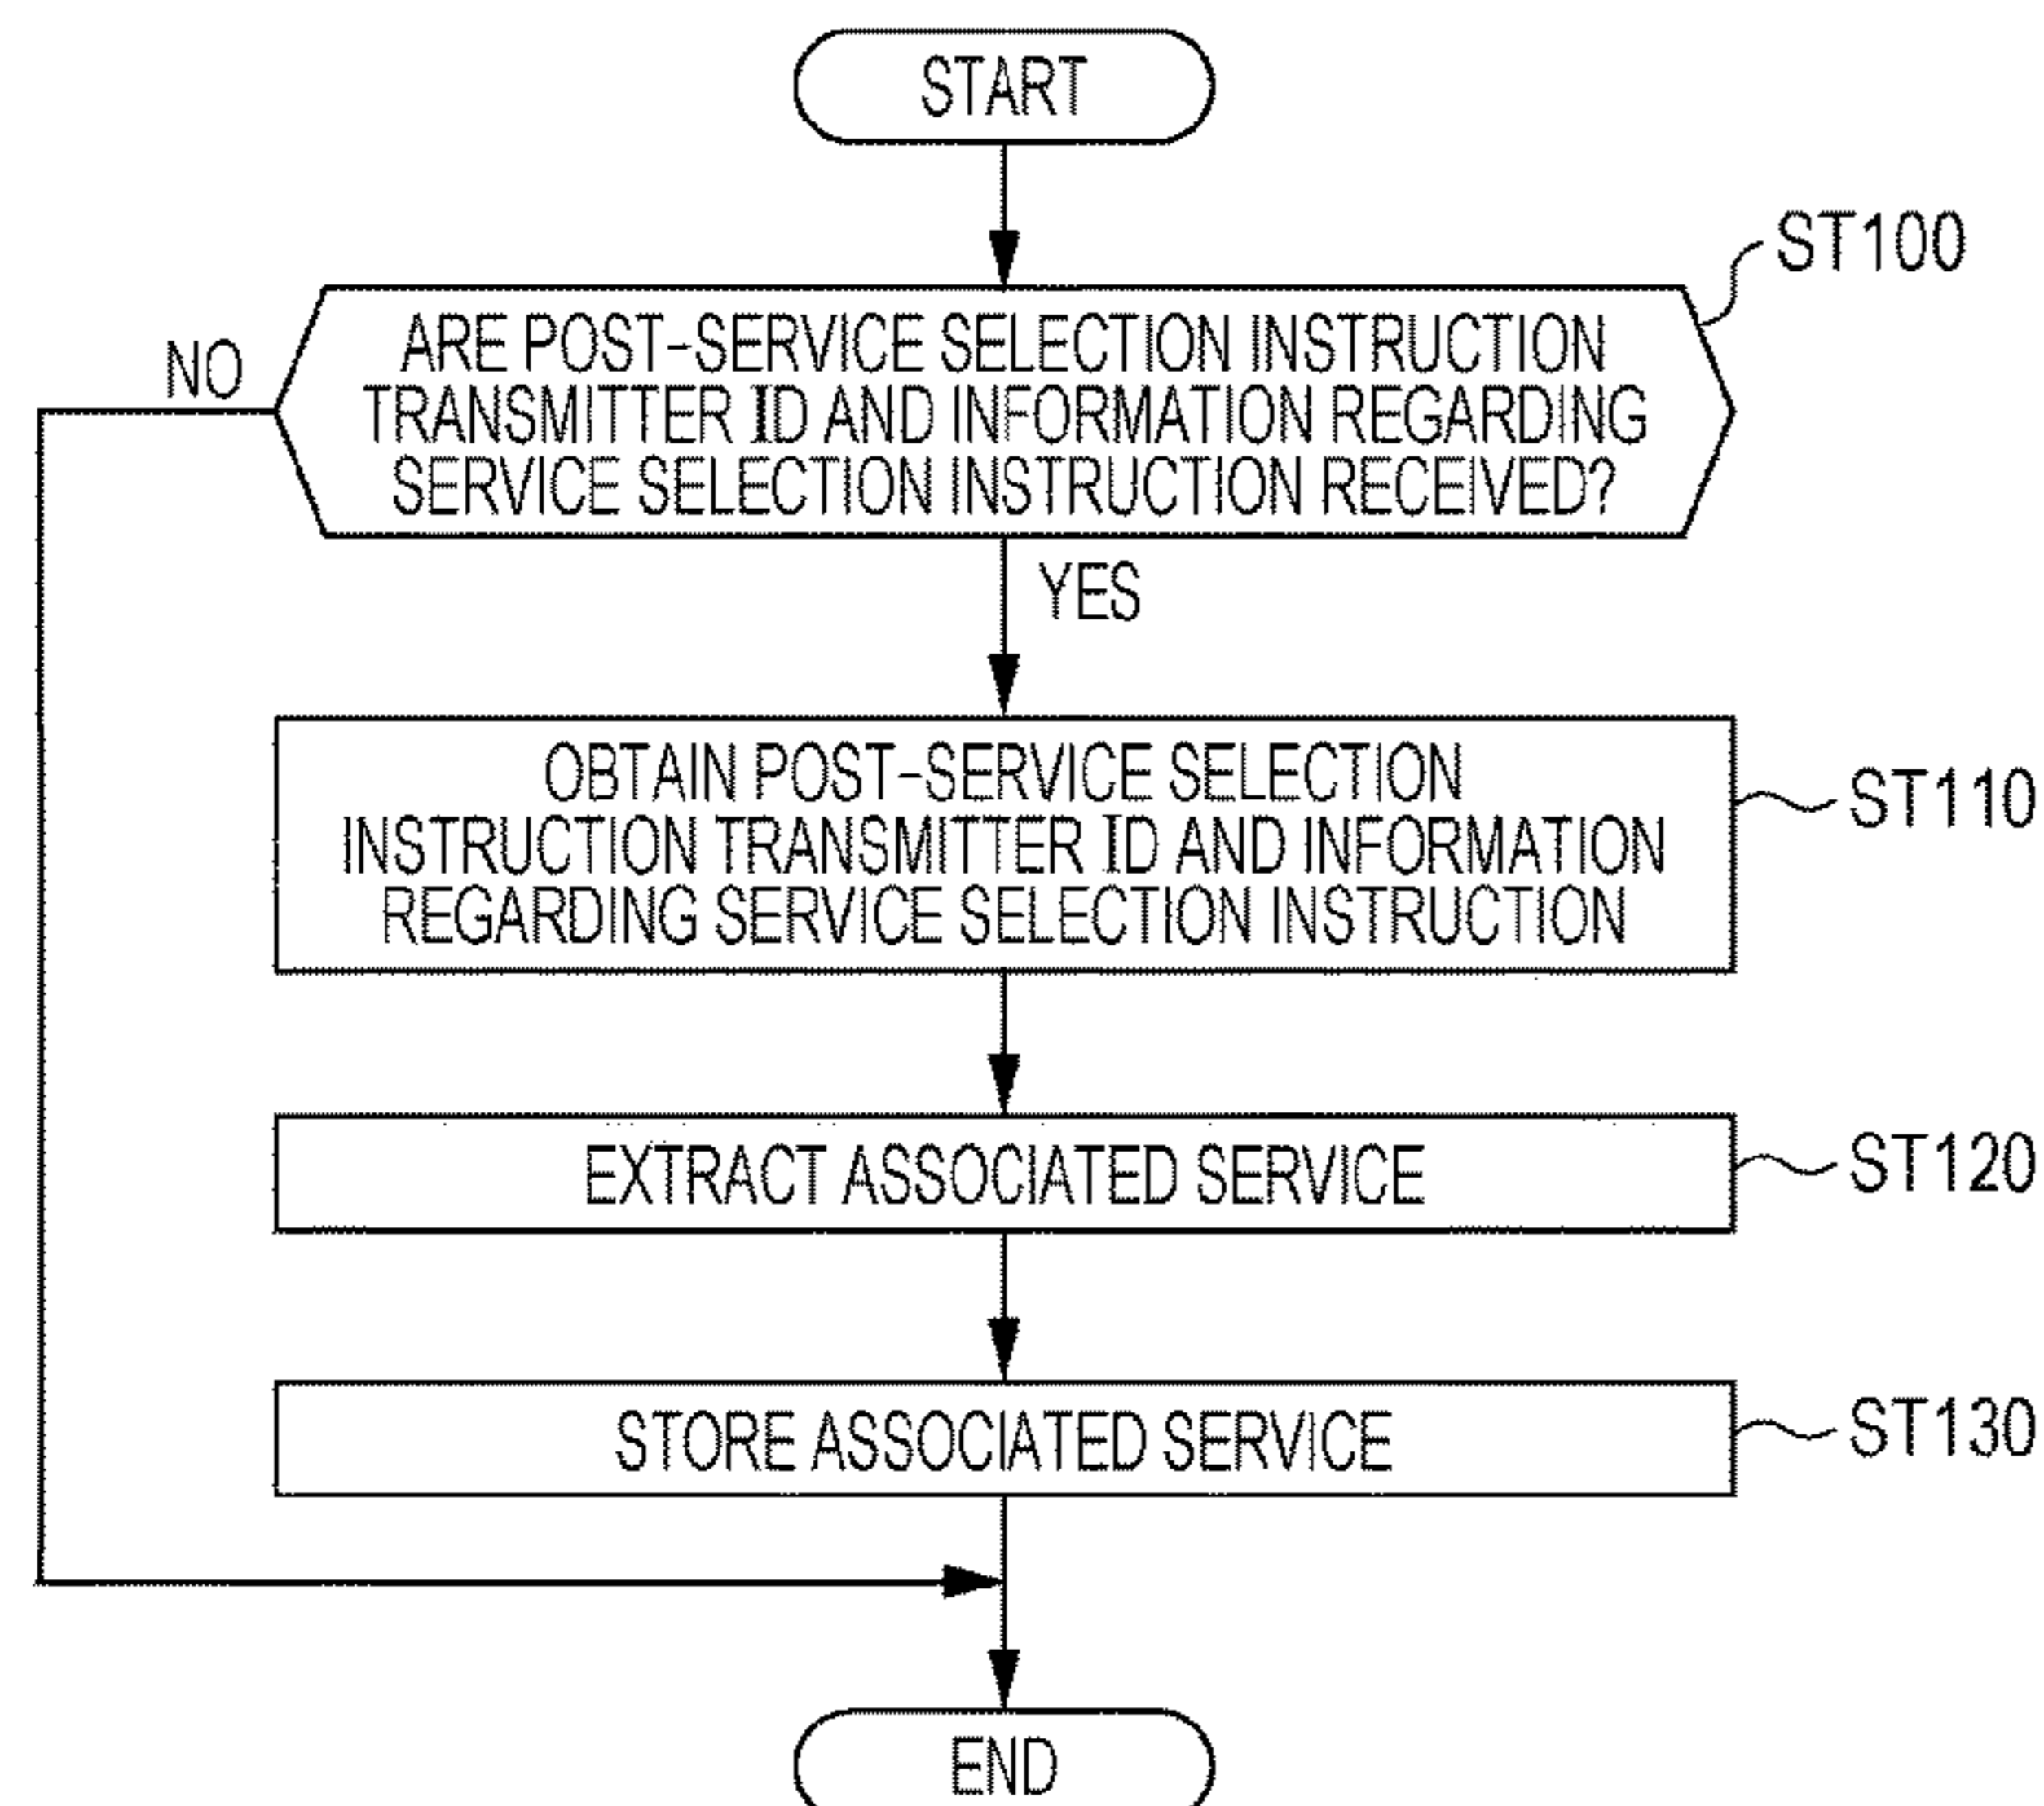 START
ST100
NO
ARE POST-SERVICE SELECTION INSTRUCTION
TRANSMITTER ID AND INFORMATION REGARDING
SERVICE SELECTION INSTRUCTION RECEIVED?
YES
OBTAIN POST-SERVICE SELECTION
INSTRUCTION TRANSMITTER ID AND INFORMATION
REGARDING SERVICE SELECTION INSTRUCTION
ST110
EXTRACT ASSOCIATED SERVICE
ST120
STORE ASSOCIATED SERVICE
ST130
END